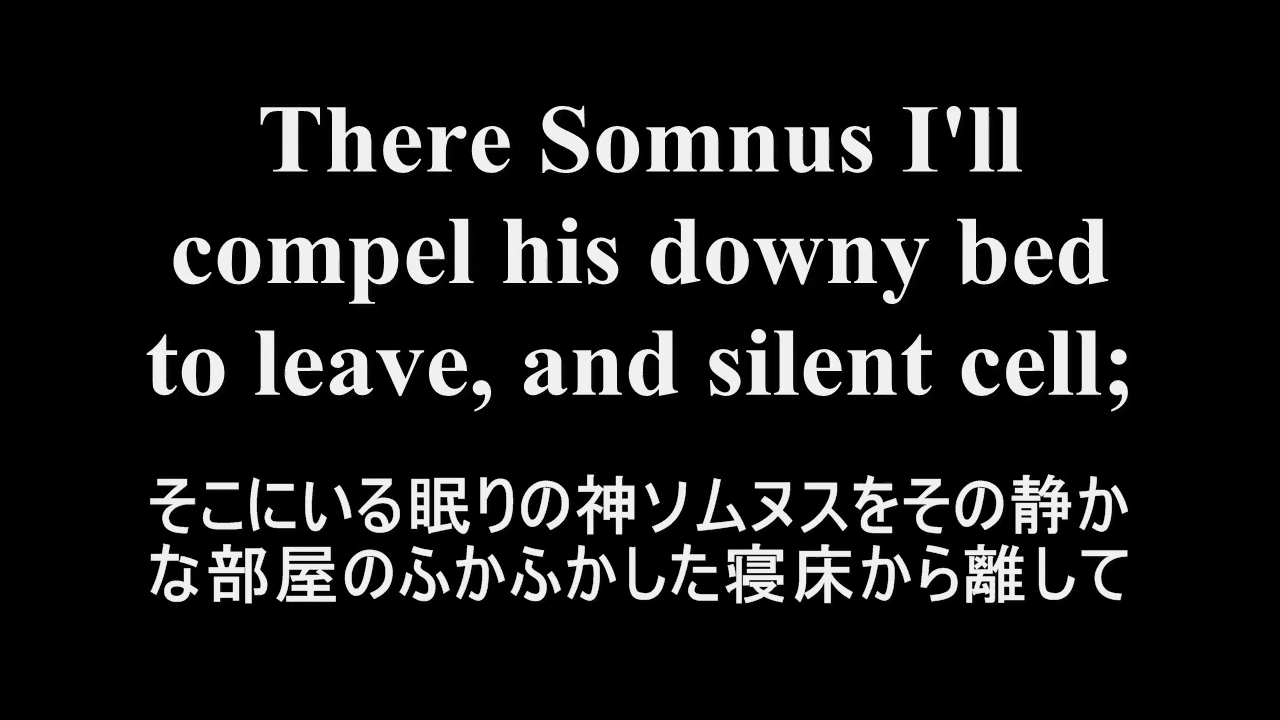 There Somnus I'll
compel his downy bed
to leave, and silent cell;
そこにいる眠りの神ソムヌスをその静か
な部屋のふかふかした寝床から離して